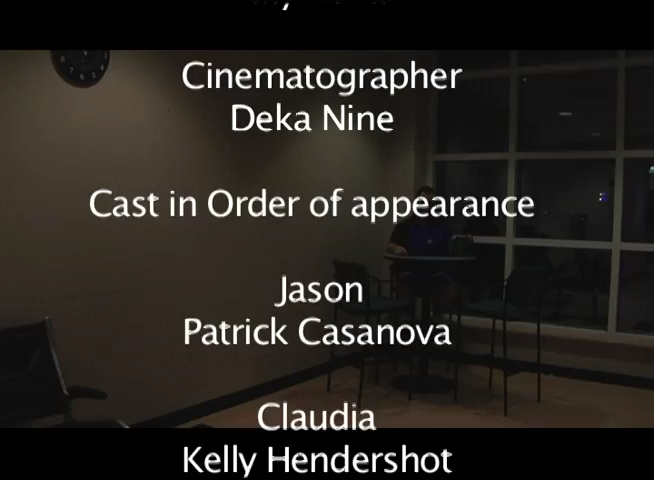 Cinematographer
Deka Nine
Cast in Order of appearance
Jason
Patrick Casanova
Claudia
Kelly Hendershot